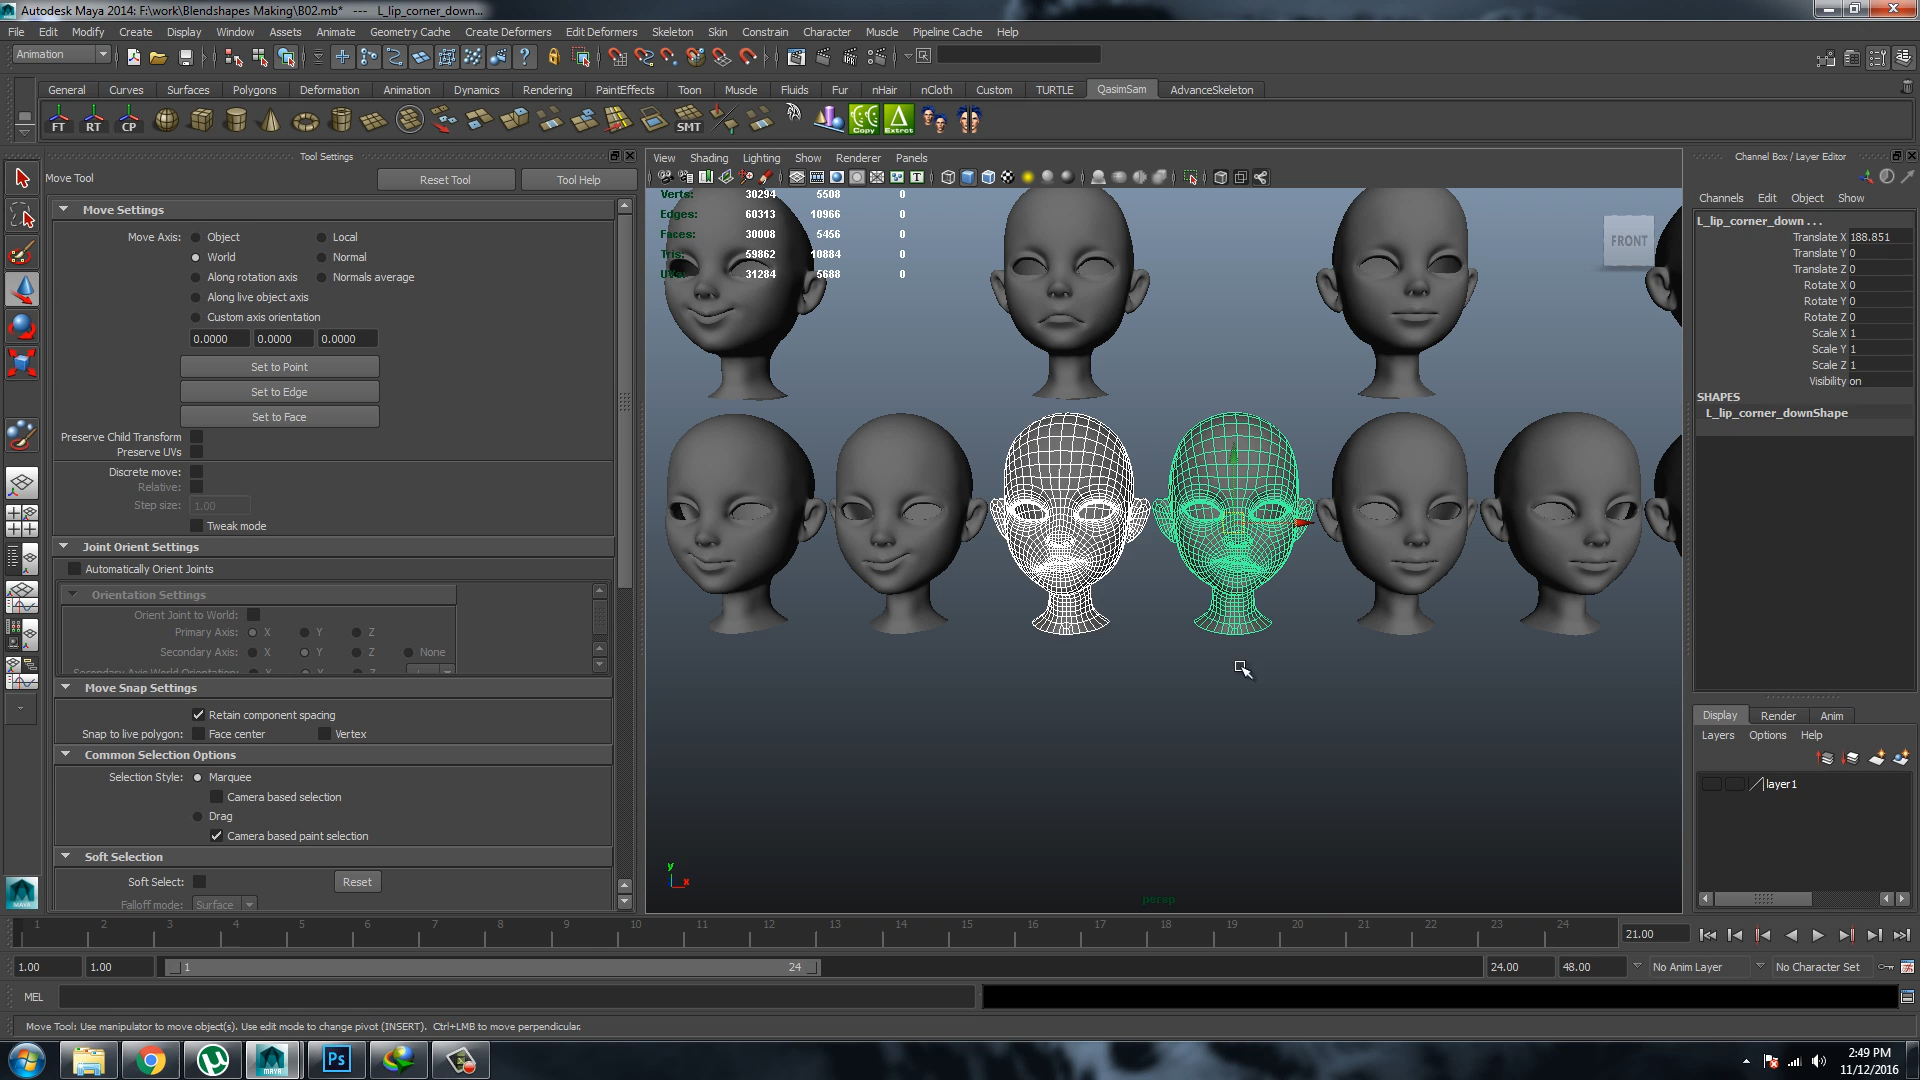 Autodesk Maya 2014: F:\work\Blendshapes Making\B02.mb*   ---   L_lip_corner_down...
File Edit Modify Create Display Window Assets Animate Geometry Cache Create Deformers Edit Deformers Skeleton Skin Constrain Character Muscle Pipeline Cache Help
Animation
General Curves Surfaces Polygons Deformation Animation Dynamics Rendering PaintEffects Toon Muscle Fluids Fur nHair nCloth Custom TURTLE QasimSam AdvanceSkeleton
FT RT CP SMT Copy Extrct
Tool Settings
Move Tool
Reset Tool
Tool Help
Move Settings
Move Axis: Object Local
World Normal
Along rotation axis Normals average
Along live object axis
Custom axis orientation
0.0000 0.0000 0.0000
Set to Point
Set to Edge
Set to Face
Preserve Child Transform
Preserve UVs
Discrete move:
Relative:
Step size: 1.00
Tweak mode
Joint Orient Settings
Automatically Orient Joints
Orientation Settings
Orient Joint to World:
Primary Axis: X Y Z
Secondary Axis: X Y Z None
Secondary Axis World Orientation: X Y Z
Move Snap Settings
Retain component spacing
Snap to live polygon: Face center Vertex
Common Selection Options
Selection Style: Marquee
Camera based selection
Drag
Camera based paint selection
Soft Selection
Soft Select: Reset
Falloff mode: Surface
View Shading Lighting Show Renderer Panels
Verts: 30294 5508 0
Edges: 60313 10966 0
Faces: 30008 5456 0
Tris: 59862 10884 0
UVs: 31284 5688 0
FRONT
y
x
persp
Channel Box / Layer Editor
Channels Edit Object Show
L_lip_corner_down . . .
Translate X 188.851
Translate Y 0
Translate Z 0
Rotate X 0
Rotate Y 0
Rotate Z 0
Scale X 1
Scale Y 1
Scale Z 1
Visibility on
SHAPES
L_lip_corner_downShape
Display Render Anim
Layers Options Help
layer1
1 2 3 4 5 6 7 8 9 10 11 12 13 14 15 16 17 18 19 20 21 22 23 24
21.00
1.00 1.00 1 24 24.00 48.00 No Anim Layer No Character Set
MEL
Move Tool: Use manipulator to move object(s). Use edit mode to change pivot (INSERT).  Ctrl+LMB to move perpendicular.
MAYA
Ps
2:49 PM
11/12/2016